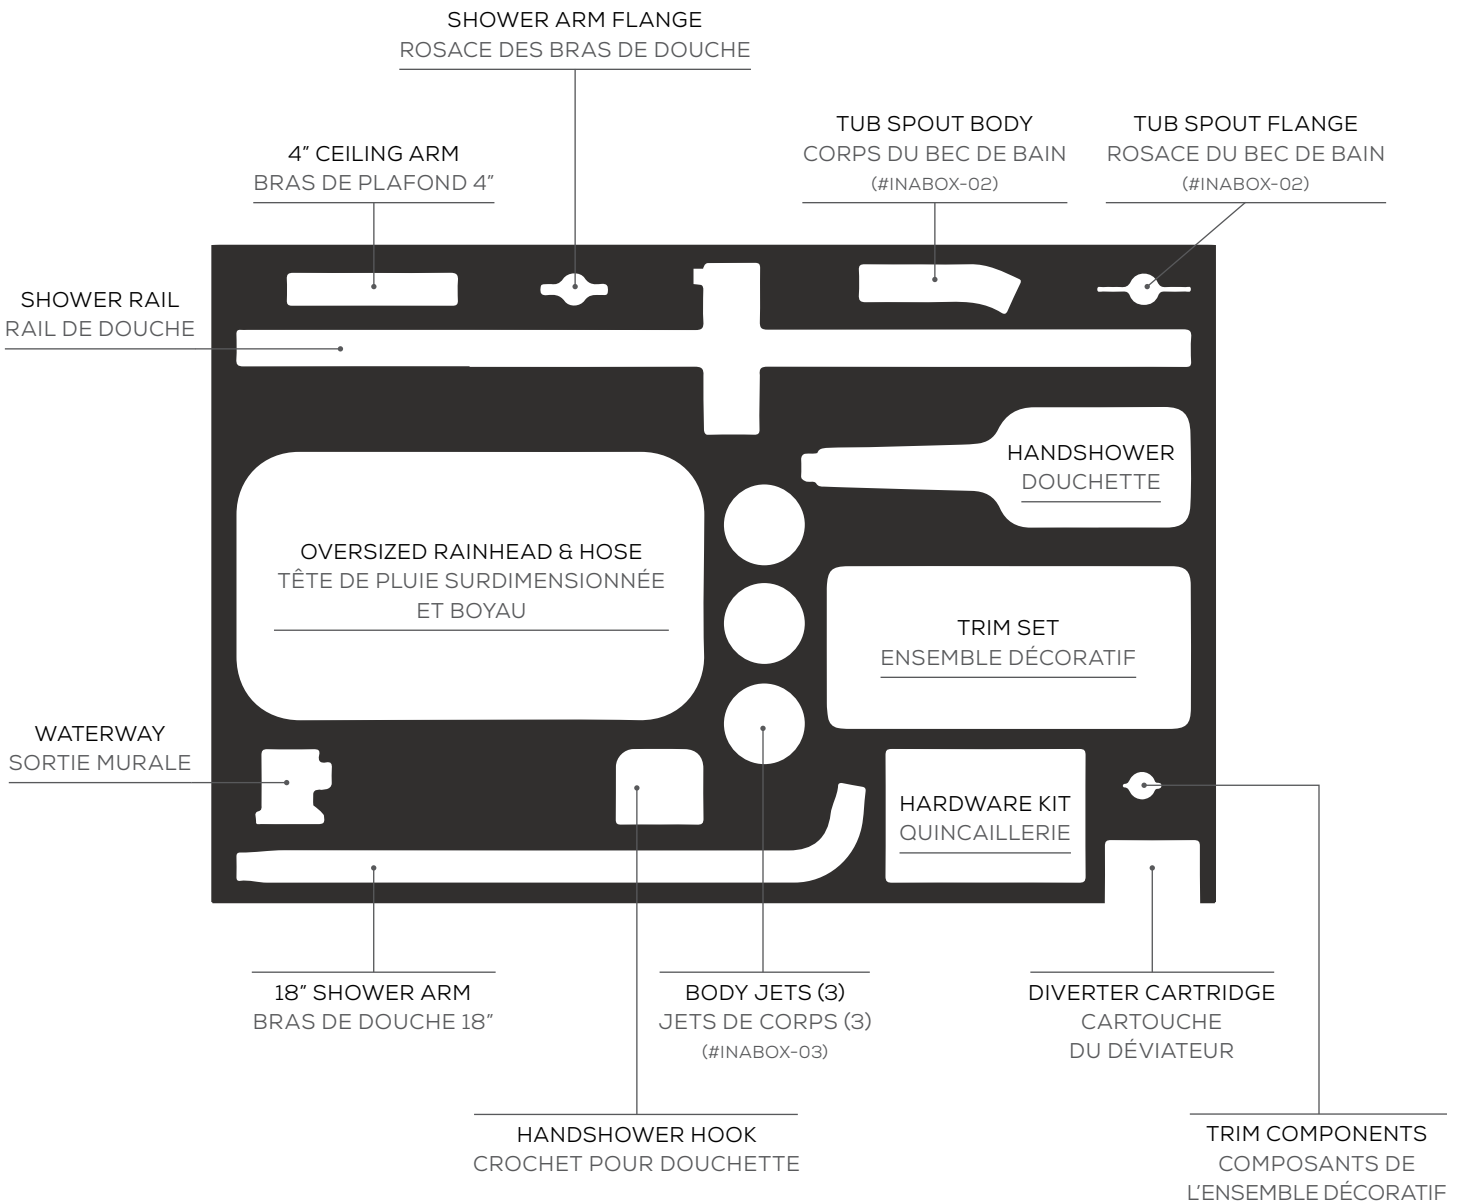 SHOWER ARM FLANGE
ROSACE DES BRAS DE DOUCHE
4” CEILING ARM
BRAS DE PLAFOND 4”
TUB SPOUT BODY
CORPS DU BEC DE BAIN
(#INABOX-02)
TUB SPOUT FLANGE
ROSACE DU BEC DE BAIN
(#INABOX-02)
SHOWER RAIL
RAIL DE DOUCHE
HANDSHOWER
DOUCHETTE
OVERSIZED RAINHEAD & HOSE
TÊTE DE PLUIE SURDIMENSIONNÉE
ET BOYAU
TRIM SET
ENSEMBLE DÉCORATIF
WATERWAY
SORTIE MURALE
HARDWARE KIT
QUINCAILLERIE
18” SHOWER ARM
BRAS DE DOUCHE 18”
BODY JETS (3)
JETS DE CORPS (3)
(#INABOX-03)
DIVERTER CARTRIDGE
CARTOUCHE
DU DÉVIATEUR
HANDSHOWER HOOK
CROCHET POUR DOUCHETTE
TRIM COMPONENTS
COMPOSANTS DE
L’ENSEMBLE DÉCORATIF